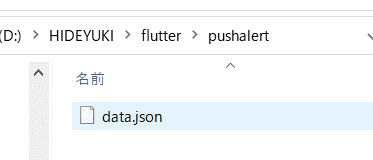 (D:) > HIDEYUKI > flutter > pushalert
名前
data.json